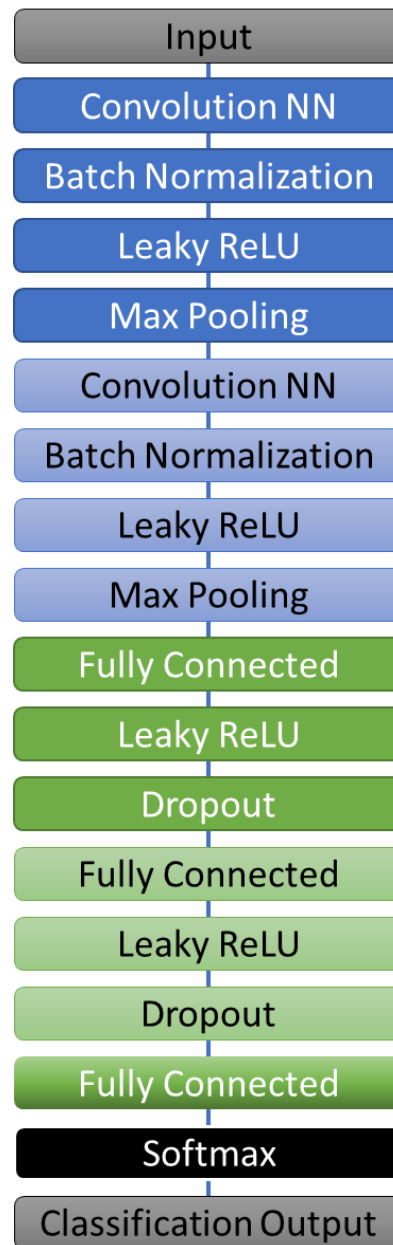 Input
Convolution NN
Batch Normalization
Leaky ReLU
Max Pooling
Convolution NN
Batch Normalization
Leaky ReLU
Max Pooling
Fully Connected
Leaky ReLU
Dropout
Fully Connected
Leaky ReLU
Dropout
Fully Connected
Softmax
Classification Output